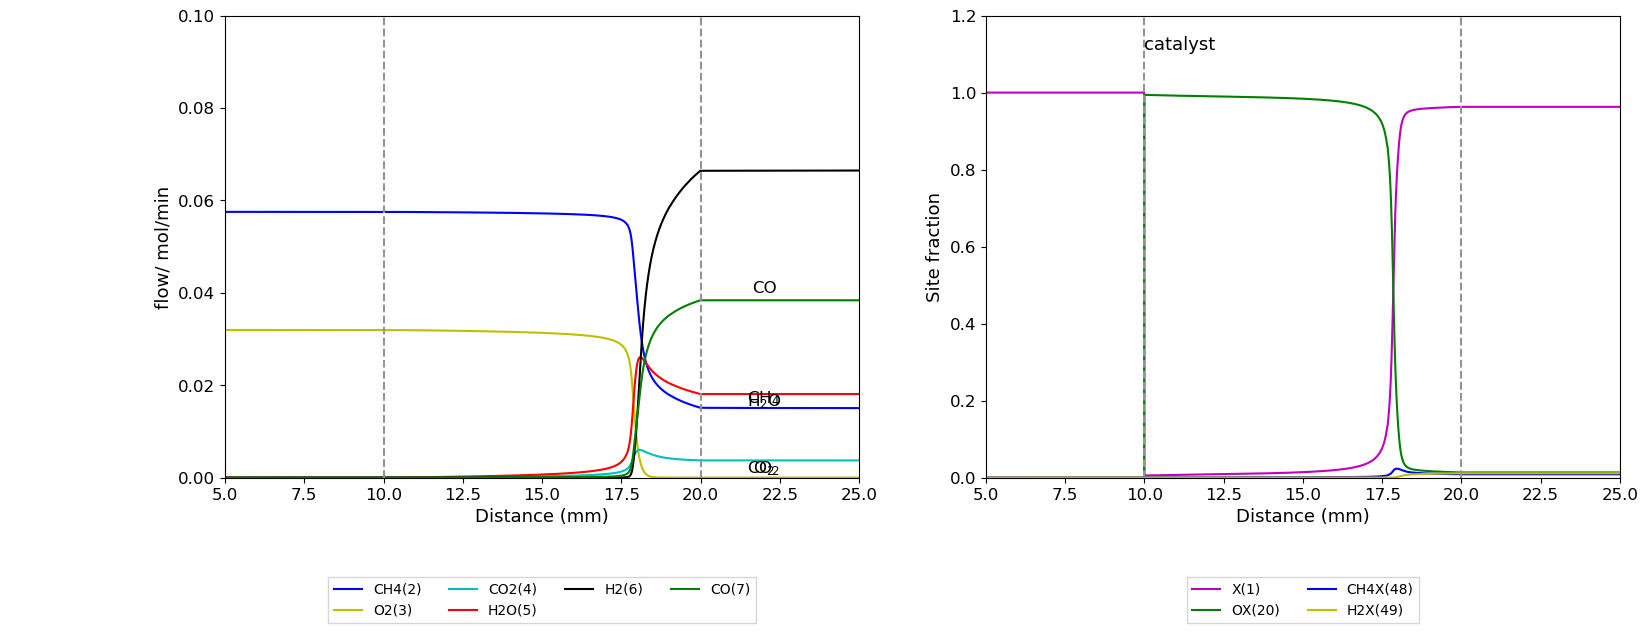 0.10
0.08
0.06
0.04
0.02
0.00
flow/ mol/min
CO
CH4
H2O
CO2
O2
5.0 7.5 10.0 12.5 15.0 17.5 20.0 22.5 25.0
Distance (mm)
CH4(2) CO2(4) H2(6) CO(7)
O2(3) H2O(5)
1.2
1.0
0.8
0.6
0.4
0.2
0.0
Site fraction
catalyst
5.0 7.5 10.0 12.5 15.0 17.5 20.0 22.5 25.0
Distance (mm)
X(1) CH4X(48)
OX(20) H2X(49)